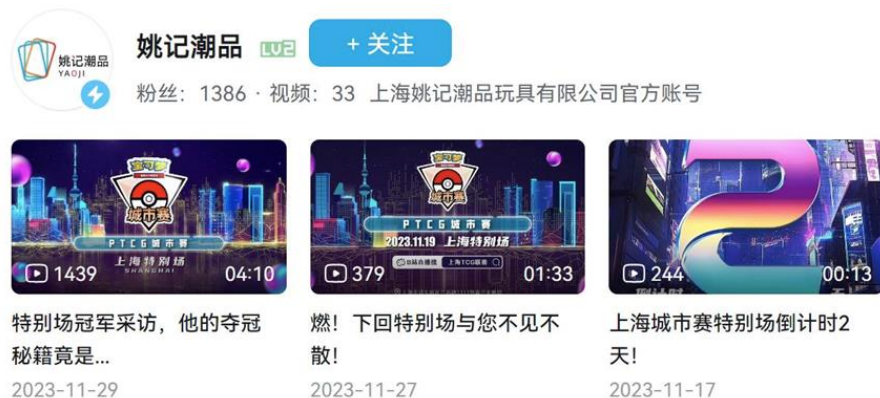 姚记潮品
YAOJI
姚记潮品 LV2 + 关注
粉丝：1386 · 视频：33 上海姚记潮品玩具有限公司官方账号
城市赛
PTCG城市赛
上海特别场
SHANGHAI
1439 04:10
城市赛
PTCG城市赛
2023.11.19 上海特别场
上海TCG联盟
379 01:33
244 00:13
特别场冠军采访，他的夺冠
秘籍竟是...
2023-11-29
燃！下回特别场与您不见不
散！
2023-11-27
上海城市赛特别场倒计时2
天！
2023-11-17